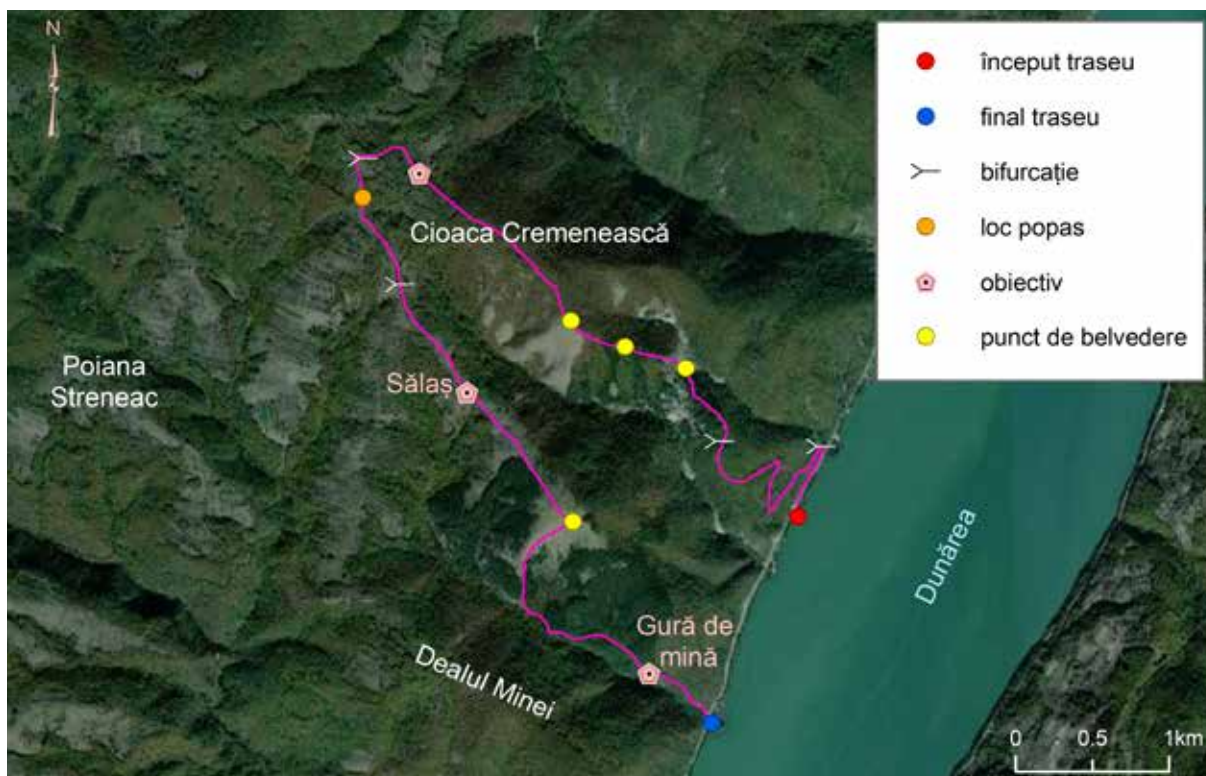 N
început traseu
final traseu
bifurcație
loc popas
obiectiv
punct de belvedere
Cioaca Cremenească
Poiana
Streneac
Sălaș
Gură de
mină
Dealul Minei
Dunărea
0 0.5 1km